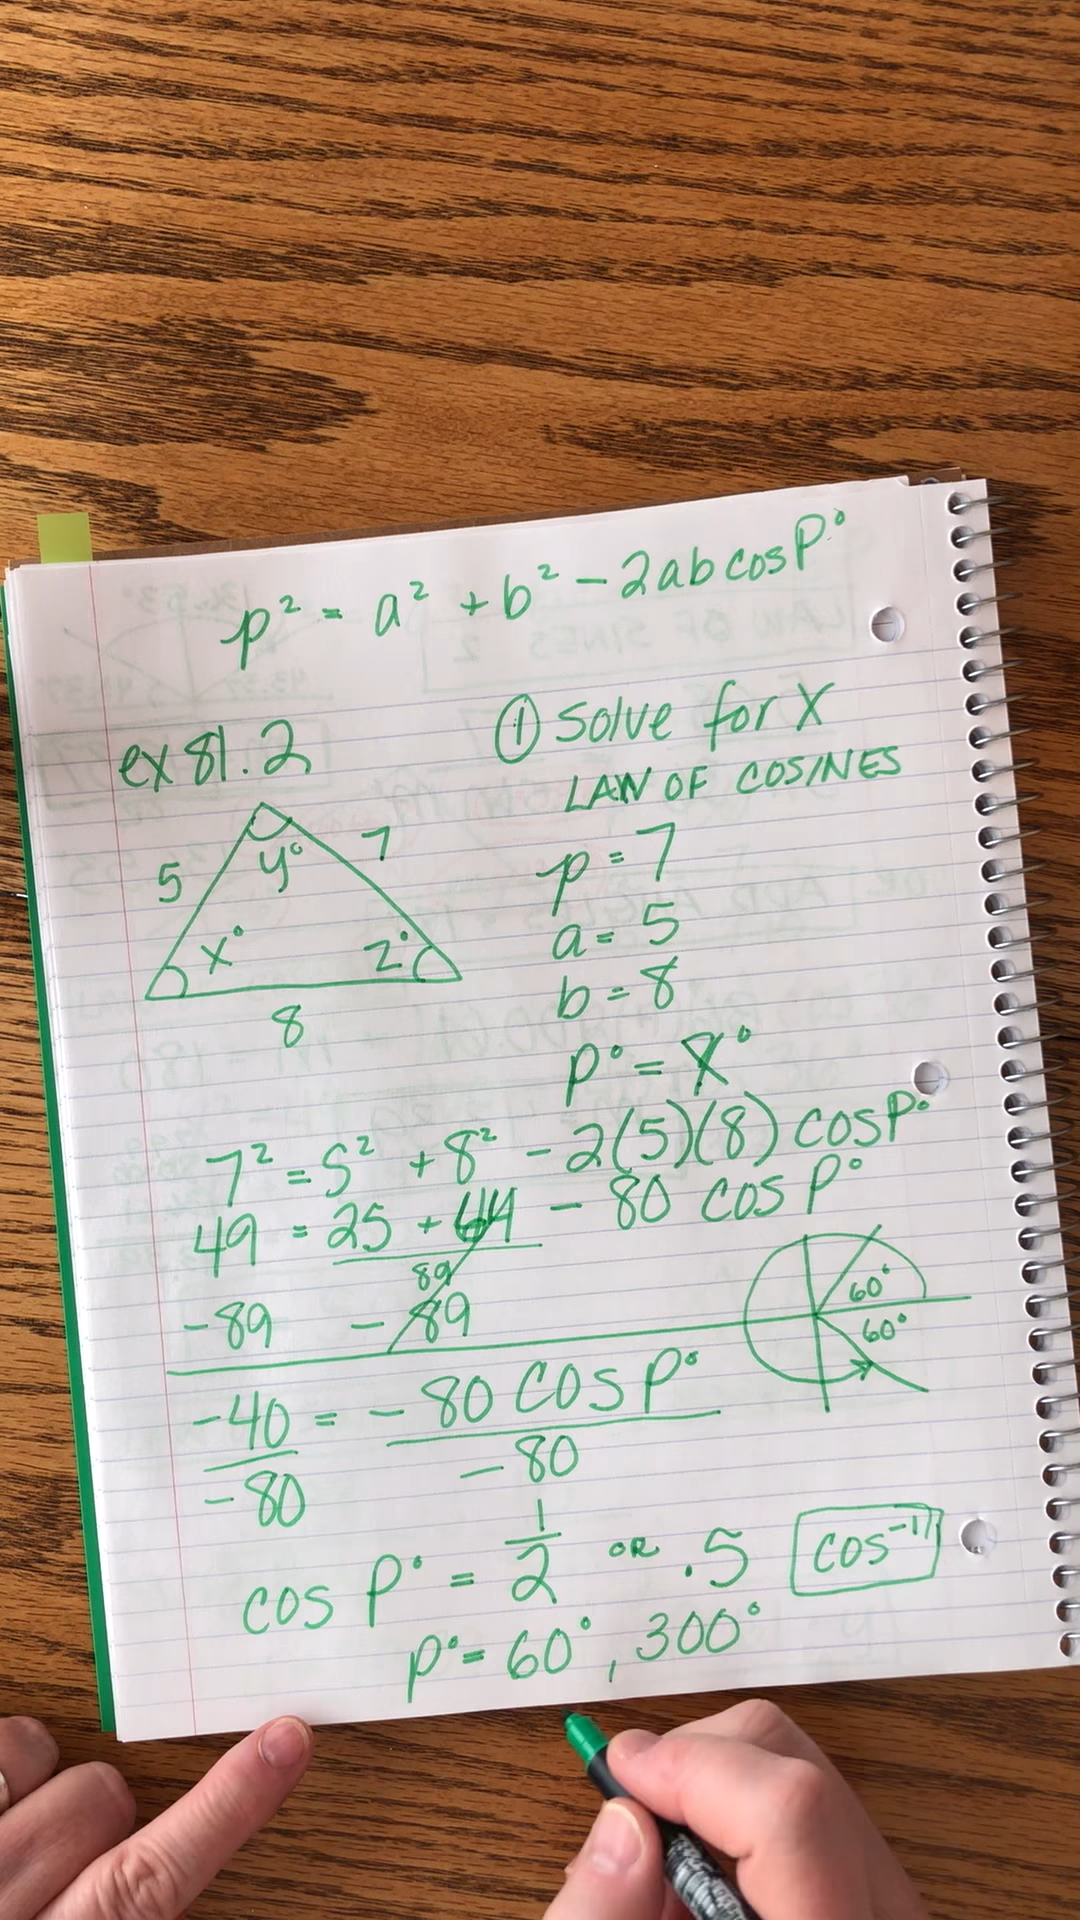 p² = a² + b² - 2ab cos P°
ex 81.2
① Solve for X
LAW OF COSINES
5
7
y°
x°
z°
8
p = 7
a = 5
b = 8
P° = X°
7² = 5² + 8² - 2(5)(8) cos P°
49 = 25 + 64 - 80 cos P°
89
-89 -89
60°
60°
-40 = -80 cos P°
-80 -80
cos P° = 1/2 OR .5 cos⁻¹
P° = 60°, 300°